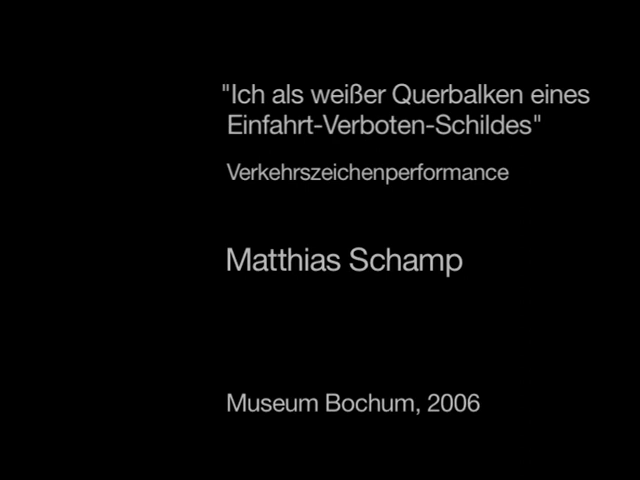 "Ich als weißer Querbalken eines
Einfahrt-Verboten-Schildes"
Verkehrszeichenperformance
Matthias Schamp
Museum Bochum, 2006